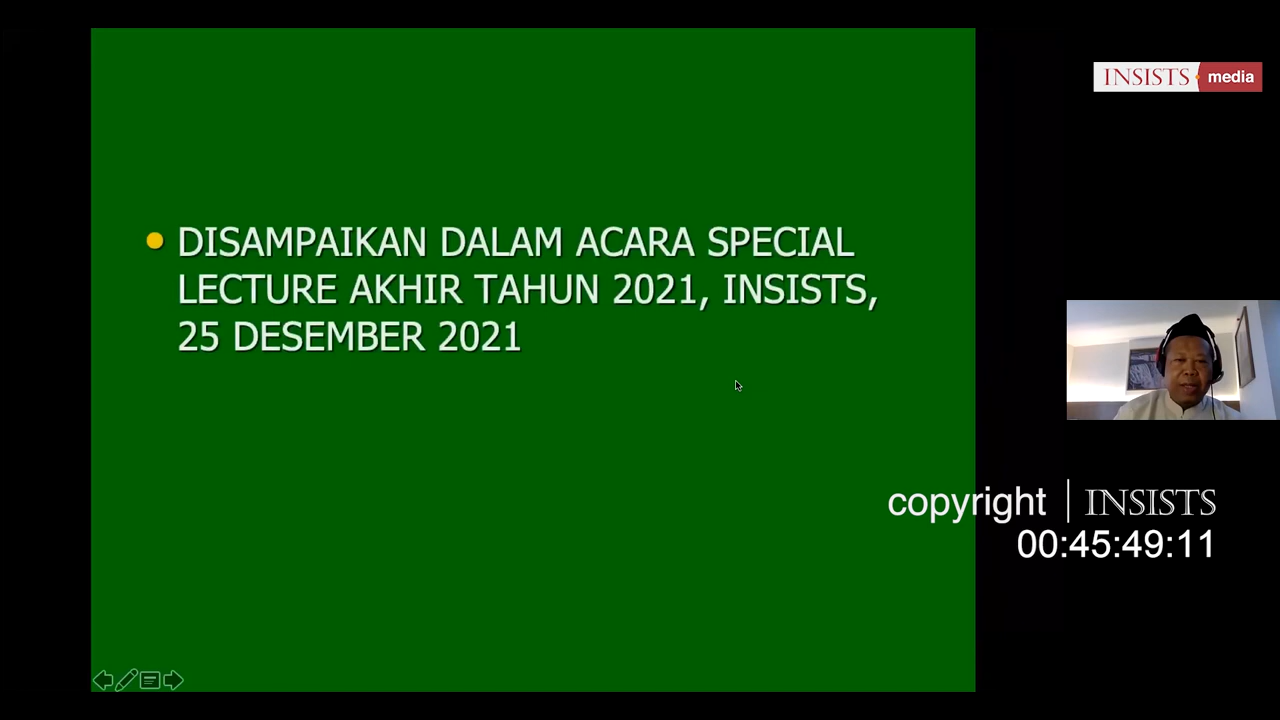 INSISTS media
DISAMPAIKAN DALAM ACARA SPECIAL
LECTURE AKHIR TAHUN 2021, INSISTS,
25 DESEMBER 2021
copyright | INSISTS
00:45:49:11